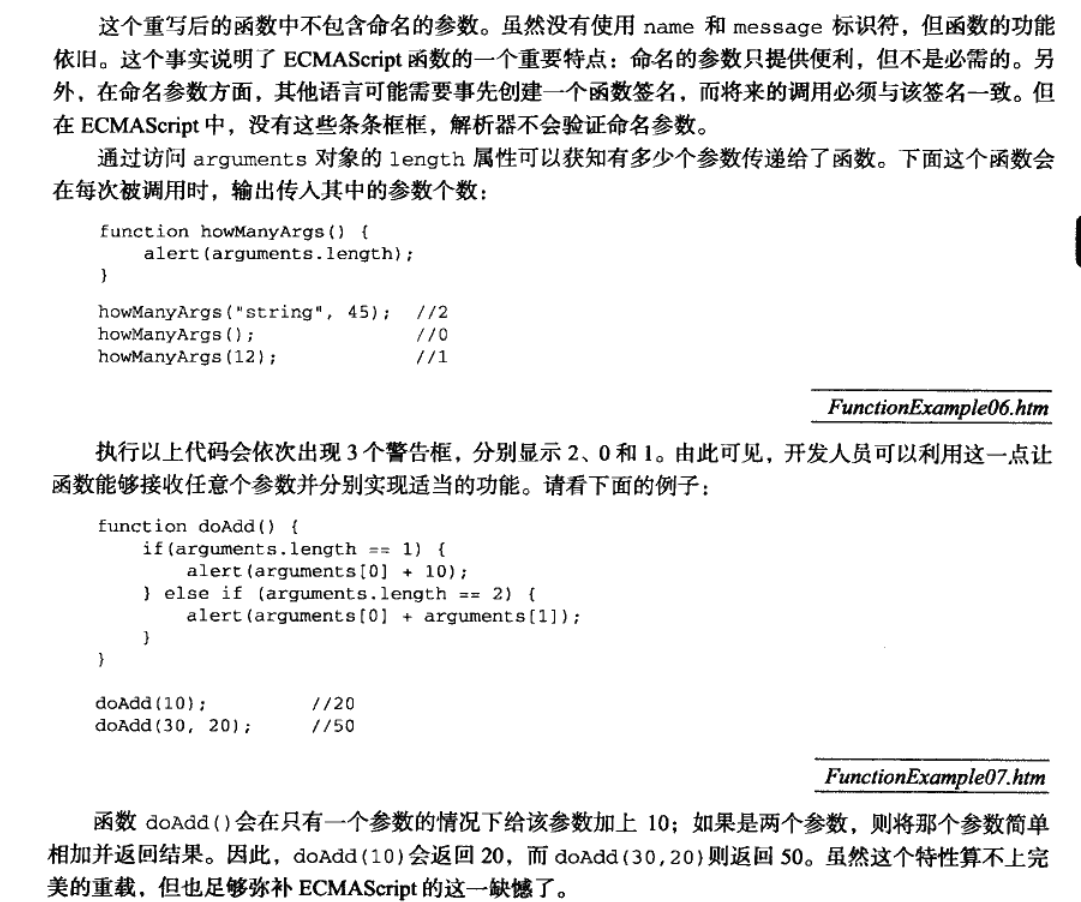 这个重写后的函数中不包含命名的参数。虽然没有使用 name 和 message 标识符，但函数的功能
依旧。这个事实说明了 ECMAScript 函数的一个重要特点：命名的参数只提供便利，但不是必需的。另
外，在命名参数方面，其他语言可能需要事先创建一个函数签名，而将来的调用必须与该签名一致。但
在 ECMAScript 中，没有这些条条框框，解析器不会验证命名参数。
通过访问 arguments 对象的 length 属性可以获知有多少个参数传递给了函数。下面这个函数会
在每次被调用时，输出传入其中的参数个数：
function howManyArgs() {
    alert(arguments.length);
}
howManyArgs("string", 45);  //2
howManyArgs();              //0
howManyArgs(12);            //1
FunctionExample06.htm
执行以上代码会依次出现 3 个警告框，分别显示 2、0 和 1。由此可见，开发人员可以利用这一点让
函数能够接收任意个参数并分别实现适当的功能。请看下面的例子：
function doAdd() {
    if(arguments.length == 1) {
        alert(arguments[0] + 10);
    } else if (arguments.length == 2) {
        alert(arguments[0] + arguments[1]);
    }
}
doAdd(10);        //20
doAdd(30, 20);    //50
FunctionExample07.htm
函数 doAdd()会在只有一个参数的情况下给该参数加上 10；如果是两个参数，则将那个参数简单
相加并返回结果。因此，doAdd(10)会返回 20，而 doAdd(30,20)则返回 50。虽然这个特性算不上完
美的重载，但也足够弥补 ECMAScript 的这一缺憾了。